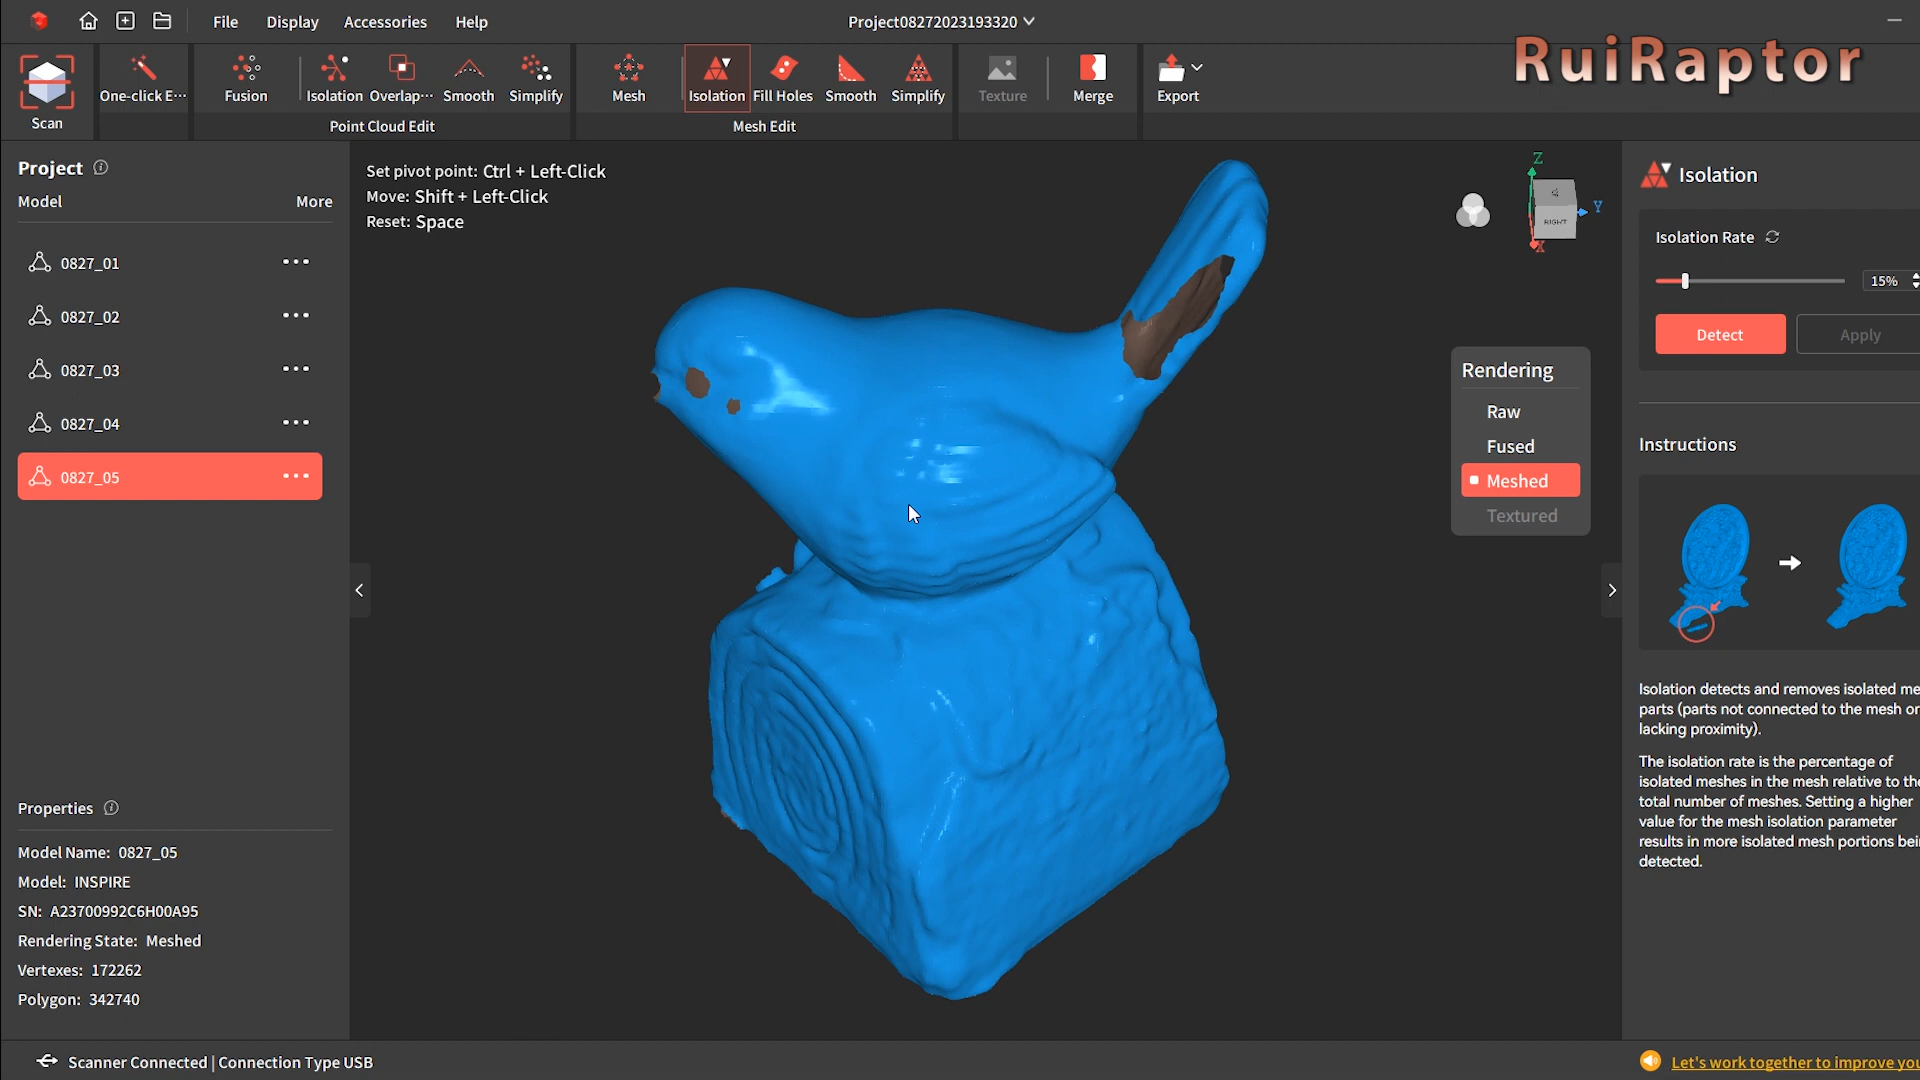 File Display Accessories Help
Project08272023193320
RuiRaptor
Scan
One-click E···
Fusion
Isolation
Overlap···
Smooth
Simplify
Point Cloud Edit
Mesh
Isolation
Fill Holes
Smooth
Simplify
Mesh Edit
Texture
Merge
Export
Project
Model More
0827_01
0827_02
0827_03
0827_04
0827_05
Properties
Model Name: 0827_05
Model: INSPIRE
SN: A23700992C6H00A95
Rendering State: Meshed
Vertexes: 172262
Polygon: 342740
Set pivot point: Ctrl + Left-Click
Move: Shift + Left-Click
Reset: Space
Z
Y
X
RIGHT
Rendering
Raw
Fused
Meshed
Textured
Isolation
Isolation Rate
15%
Detect Apply
Instructions
Isolation detects and removes isolated me
parts (parts not connected to the mesh or
lacking proximity).
The isolation rate is the percentage of
isolated meshes in the mesh relative to the
total number of meshes. Setting a higher
value for the mesh isolation parameter
results in more isolated mesh portions bei
detected.
Scanner Connected | Connection Type USB
Let's work together to improve you